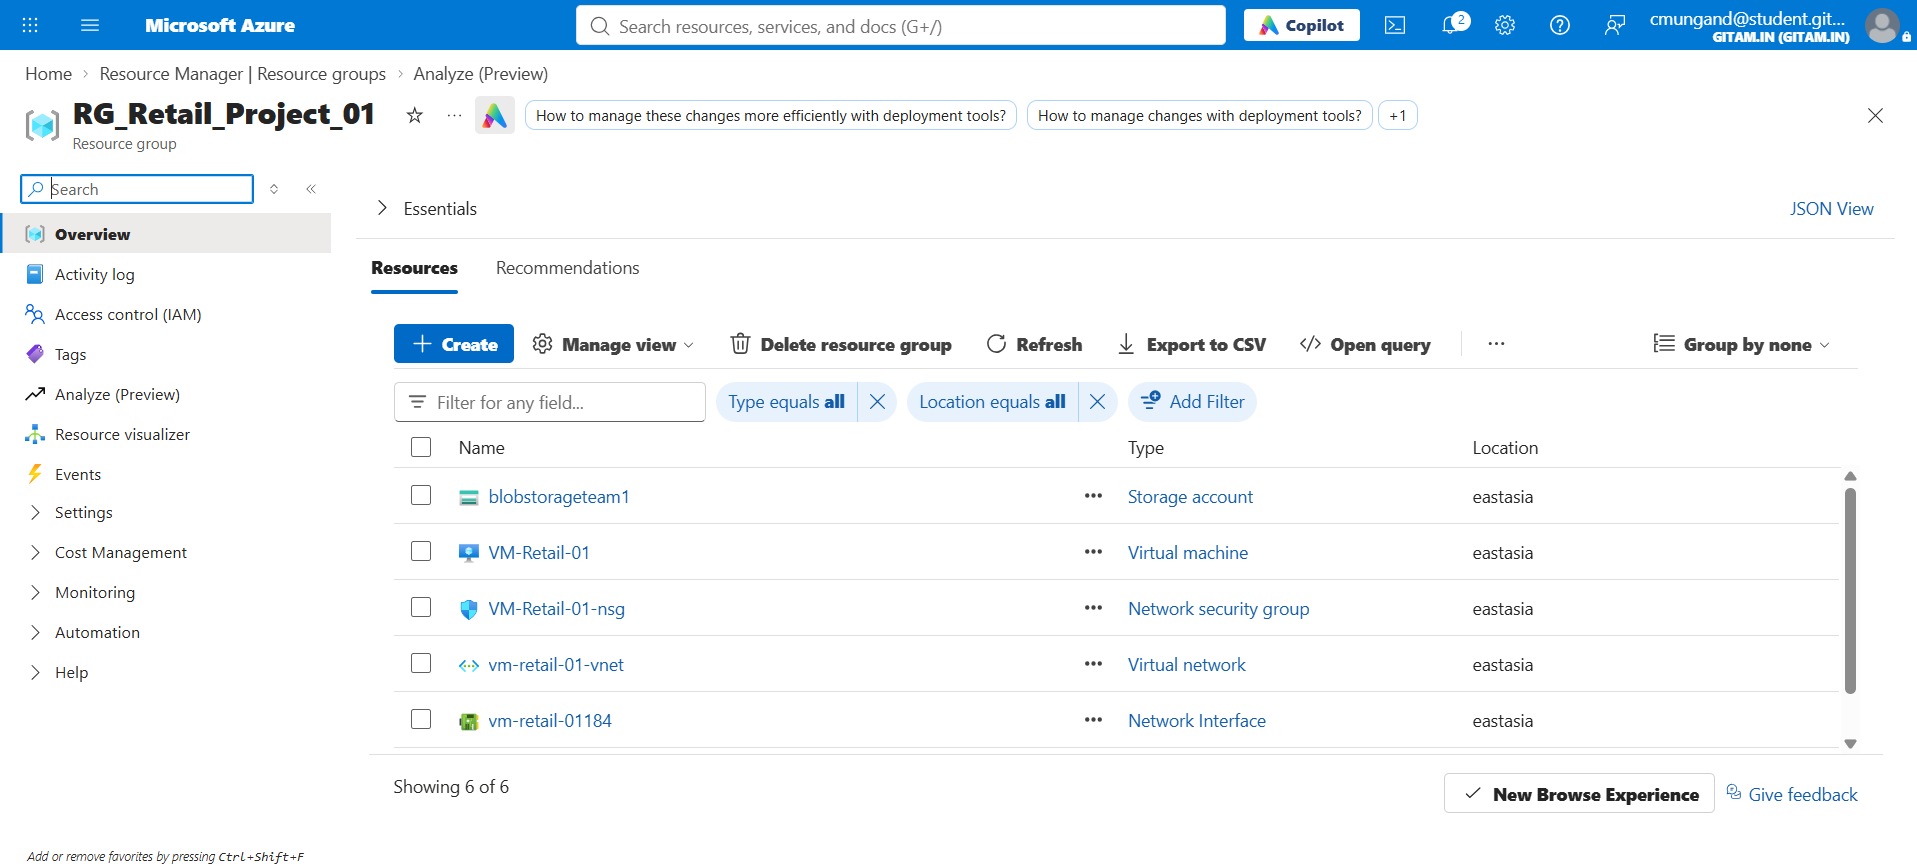 Microsoft Azure
Search resources, services, and docs (G+/)
Copilot
2
cmungand@student.git...
GITAM.IN (GITAM.IN)
Home > Resource Manager | Resource groups > Analyze (Preview)
RG_Retail_Project_01
...
How to manage these changes more efficiently with deployment tools?
How to manage changes with deployment tools?
+1
Resource group
Search
Overview
Activity log
Access control (IAM)
Tags
Analyze (Preview)
Resource visualizer
Events
Settings
Cost Management
Monitoring
Automation
Help
Add or remove favorites by pressing Ctrl+Shift+F
Essentials
JSON View
Resources
Recommendations
Create
Manage view
Delete resource group
Refresh
Export to CSV
Open query
...
Group by none
Filter for any field...
Type equals all
Location equals all
Add Filter
Name Type Location
blobstorageteam1 ... Storage account eastasia
VM-Retail-01 ... Virtual machine eastasia
VM-Retail-01-nsg ... Network security group eastasia
vm-retail-01-vnet ... Virtual network eastasia
vm-retail-01184 ... Network Interface eastasia
Showing 6 of 6
New Browse Experience
Give feedback